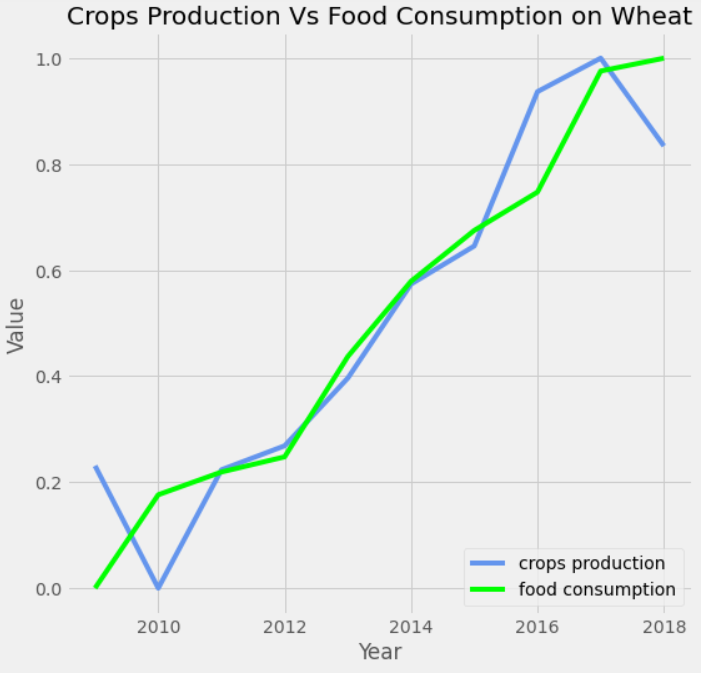 Crops Production Vs Food Consumption on Wheat
1.0
0.8
0.6
0.4
0.2
0.0
Value
crops production
food consumption
2010 2012 2014 2016 2018
Year